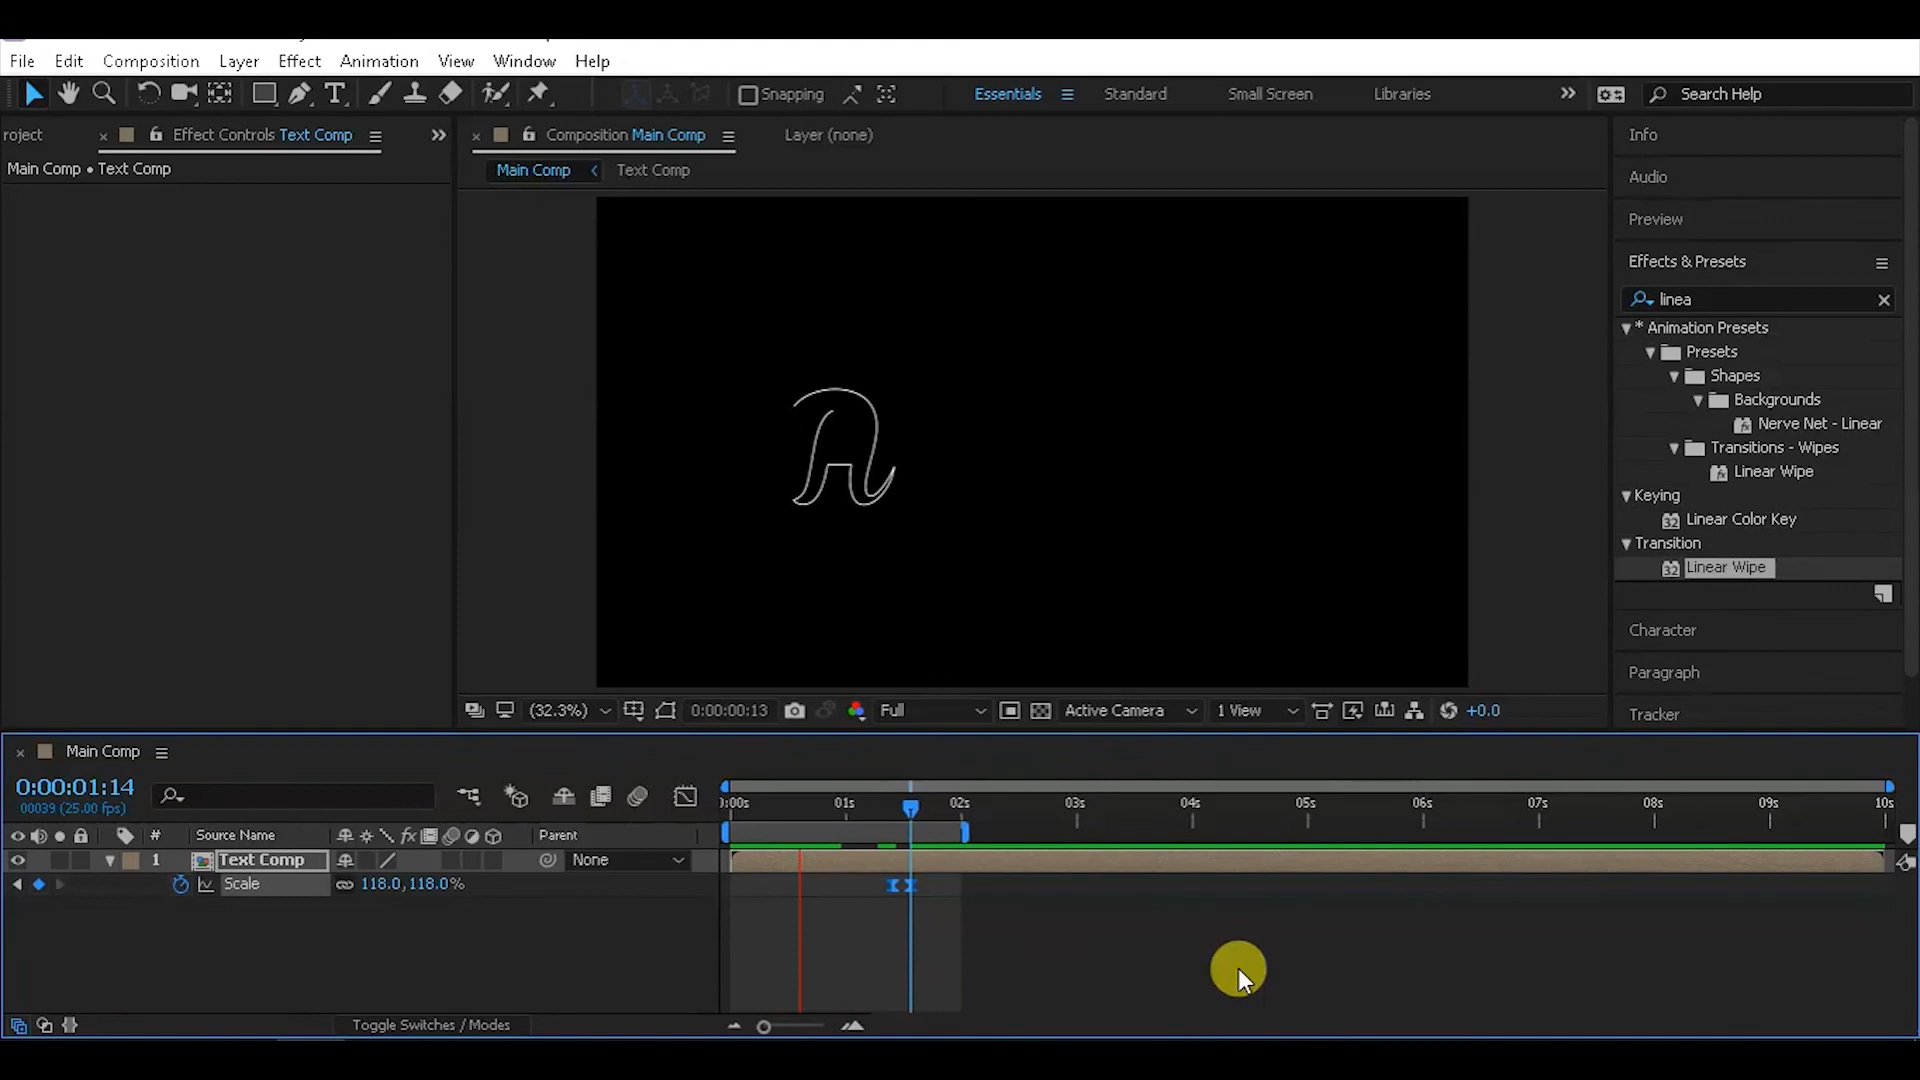 File Edit Composition Layer Effect Animation View Window Help
Snapping Essentials Standard Small Screen Libraries Search Help
roject Effect Controls Text Comp Composition Main Comp Layer (none)
Main Comp • Text Comp
Main Comp Text Comp
Info
Audio
Preview
Effects & Presets
linea
* Animation Presets
Presets
Shapes
Backgrounds
Nerve Net - Linear
Transitions - Wipes
Linear Wipe
Keying
32 Linear Color Key
Transition
32 Linear Wipe
Character
Paragraph
Tracker
(32.3%) 0:00:00:13 Full Active Camera 1 View +0.0
Main Comp
0:00:01:14
00039 (25.00 fps)
):00s 01s 02s 03s 04s 05s 06s 07s 08s 09s 10s
# Source Name fx Parent
1 Text Comp None
Scale 118.0,118.0%
Toggle Switches / Modes